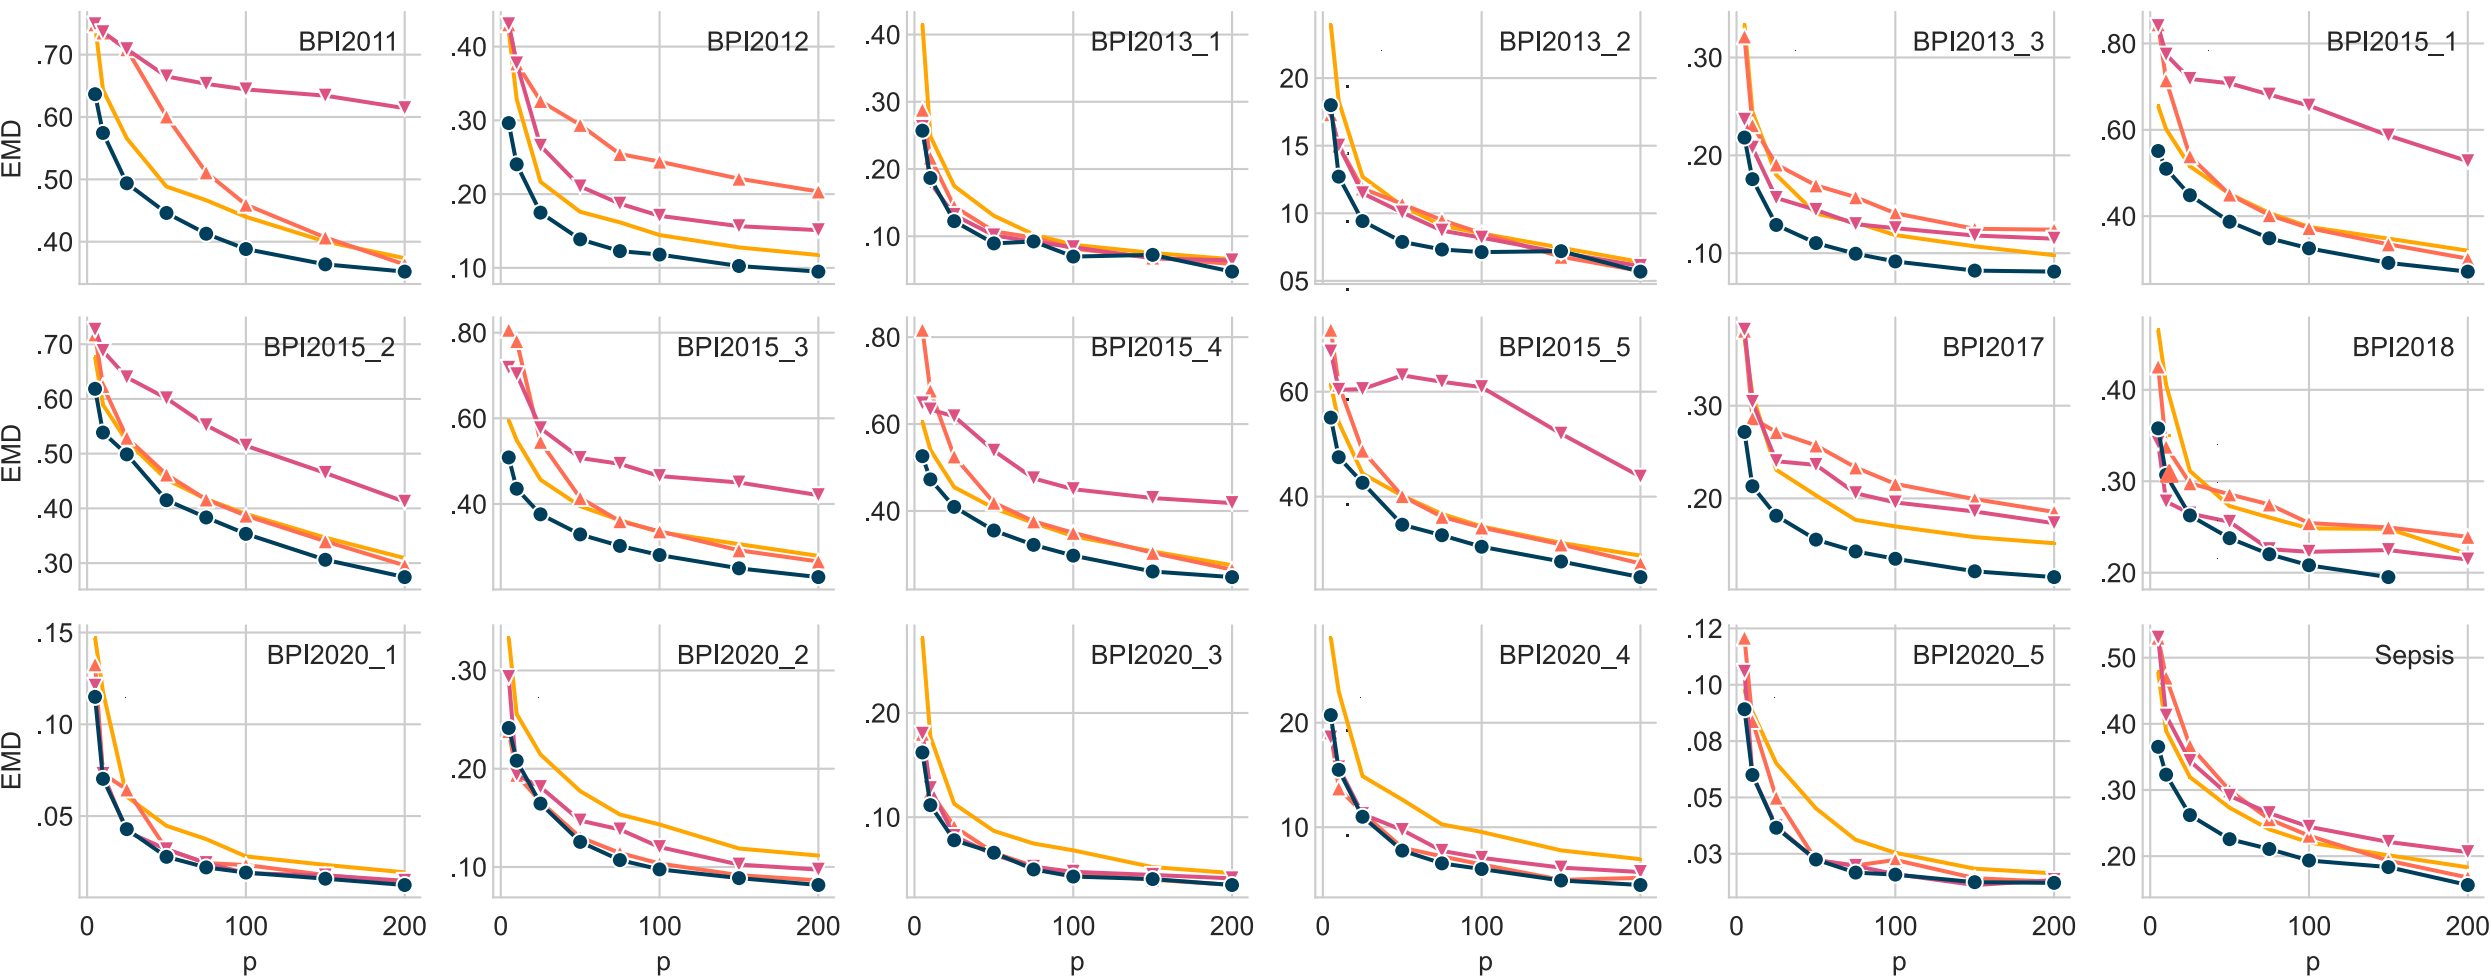 BPI2011
BPI2012
BPI2013_1
BPI2013_2
BPI2013_3
BPI2015_1
EMD
.70
.60
.50
.40
.40
.30
.20
.10
.40
.30
.20
.10
20
15
10
05
.30
.20
.10
.80
.60
.40
BPI2015_2
BPI2015_3
BPI2015_4
BPI2015_5
BPI2017
BPI2018
EMD
.70
.60
.50
.40
.30
.80
.60
.40
.80
.60
.40
60
40
.30
.20
.40
.30
.20
BPI2020_1
BPI2020_2
BPI2020_3
BPI2020_4
BPI2020_5
Sepsis
EMD
.15
.10
.05
.30
.20
.10
.20
.10
20
10
.12
.10
.08
.05
.03
.50
.40
.30
.20
0 100 200
0 100 200
0 100 200
0 100 200
0 100 200
0 100 200
p
p
p
p
p
p